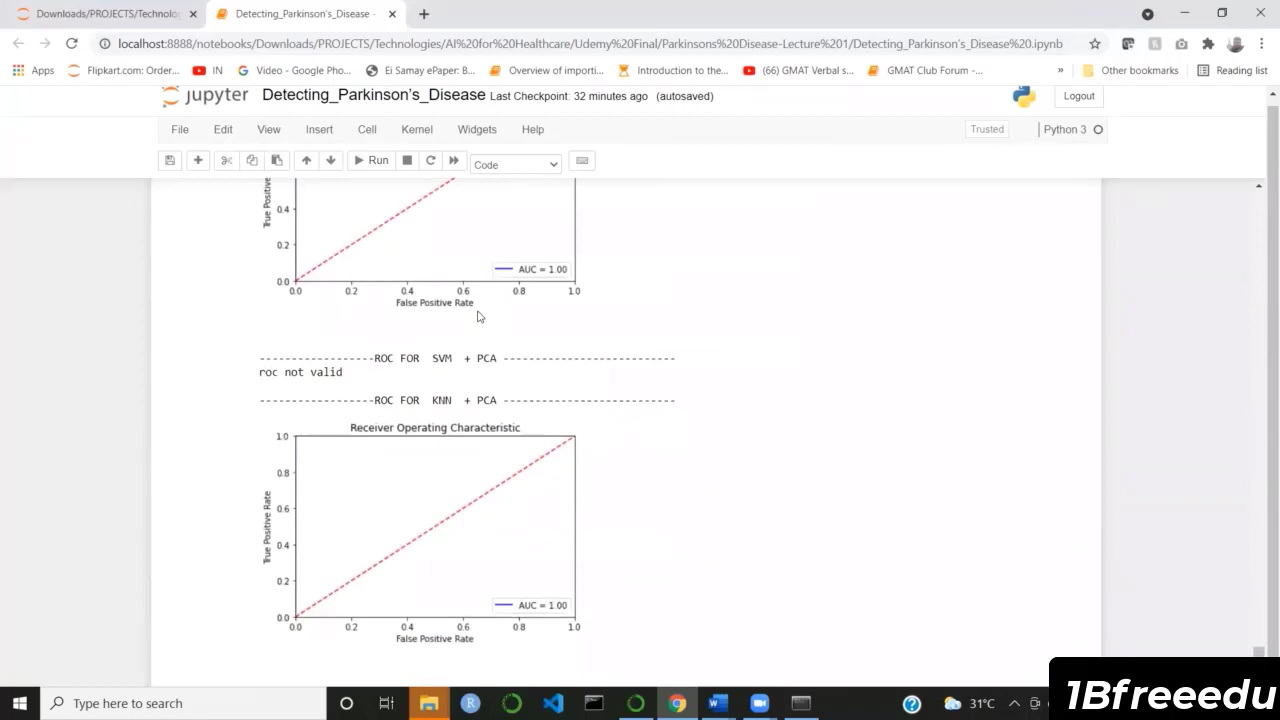 Downloads/PROJECTS/Technolog
Detecting_Parkinson's_Disease -
localhost:8888/notebooks/Downloads/PROJECTS/Technologies/AI%20for%20Healthcare/Udemy%20Final/Parkinsons%20Disease-Lecture%201/Detecting_Parkinson's_Disease%20.ipynb
Apps
Flipkart.com: Order...
IN
Video - Google Pho...
Ei Samay ePaper: B...
Overview of importi...
Introduction to the...
(66) GMAT Verbal s...
GMAT Club Forum -...
»
Other bookmarks
Reading list
jupyter
Detecting_Parkinson's_Disease
Last Checkpoint: 32 minutes ago (autosaved)
Logout
File
Edit
View
Insert
Cell
Kernel
Widgets
Help
Trusted
Python 3
Run
Code
True Positive
0.4
0.2
0.0
AUC = 1.00
0.0 0.2 0.4 0.6 0.8 1.0
False Positive Rate
------------------ROC FOR SVM + PCA ---------------------------
roc not valid
------------------ROC FOR KNN + PCA ---------------------------
Receiver Operating Characteristic
True Positive Rate
1.0
0.8
0.6
0.4
0.2
0.0
AUC = 1.00
0.0 0.2 0.4 0.6 0.8 1.0
False Positive Rate
Type here to search
31°C
1Bfreeedu